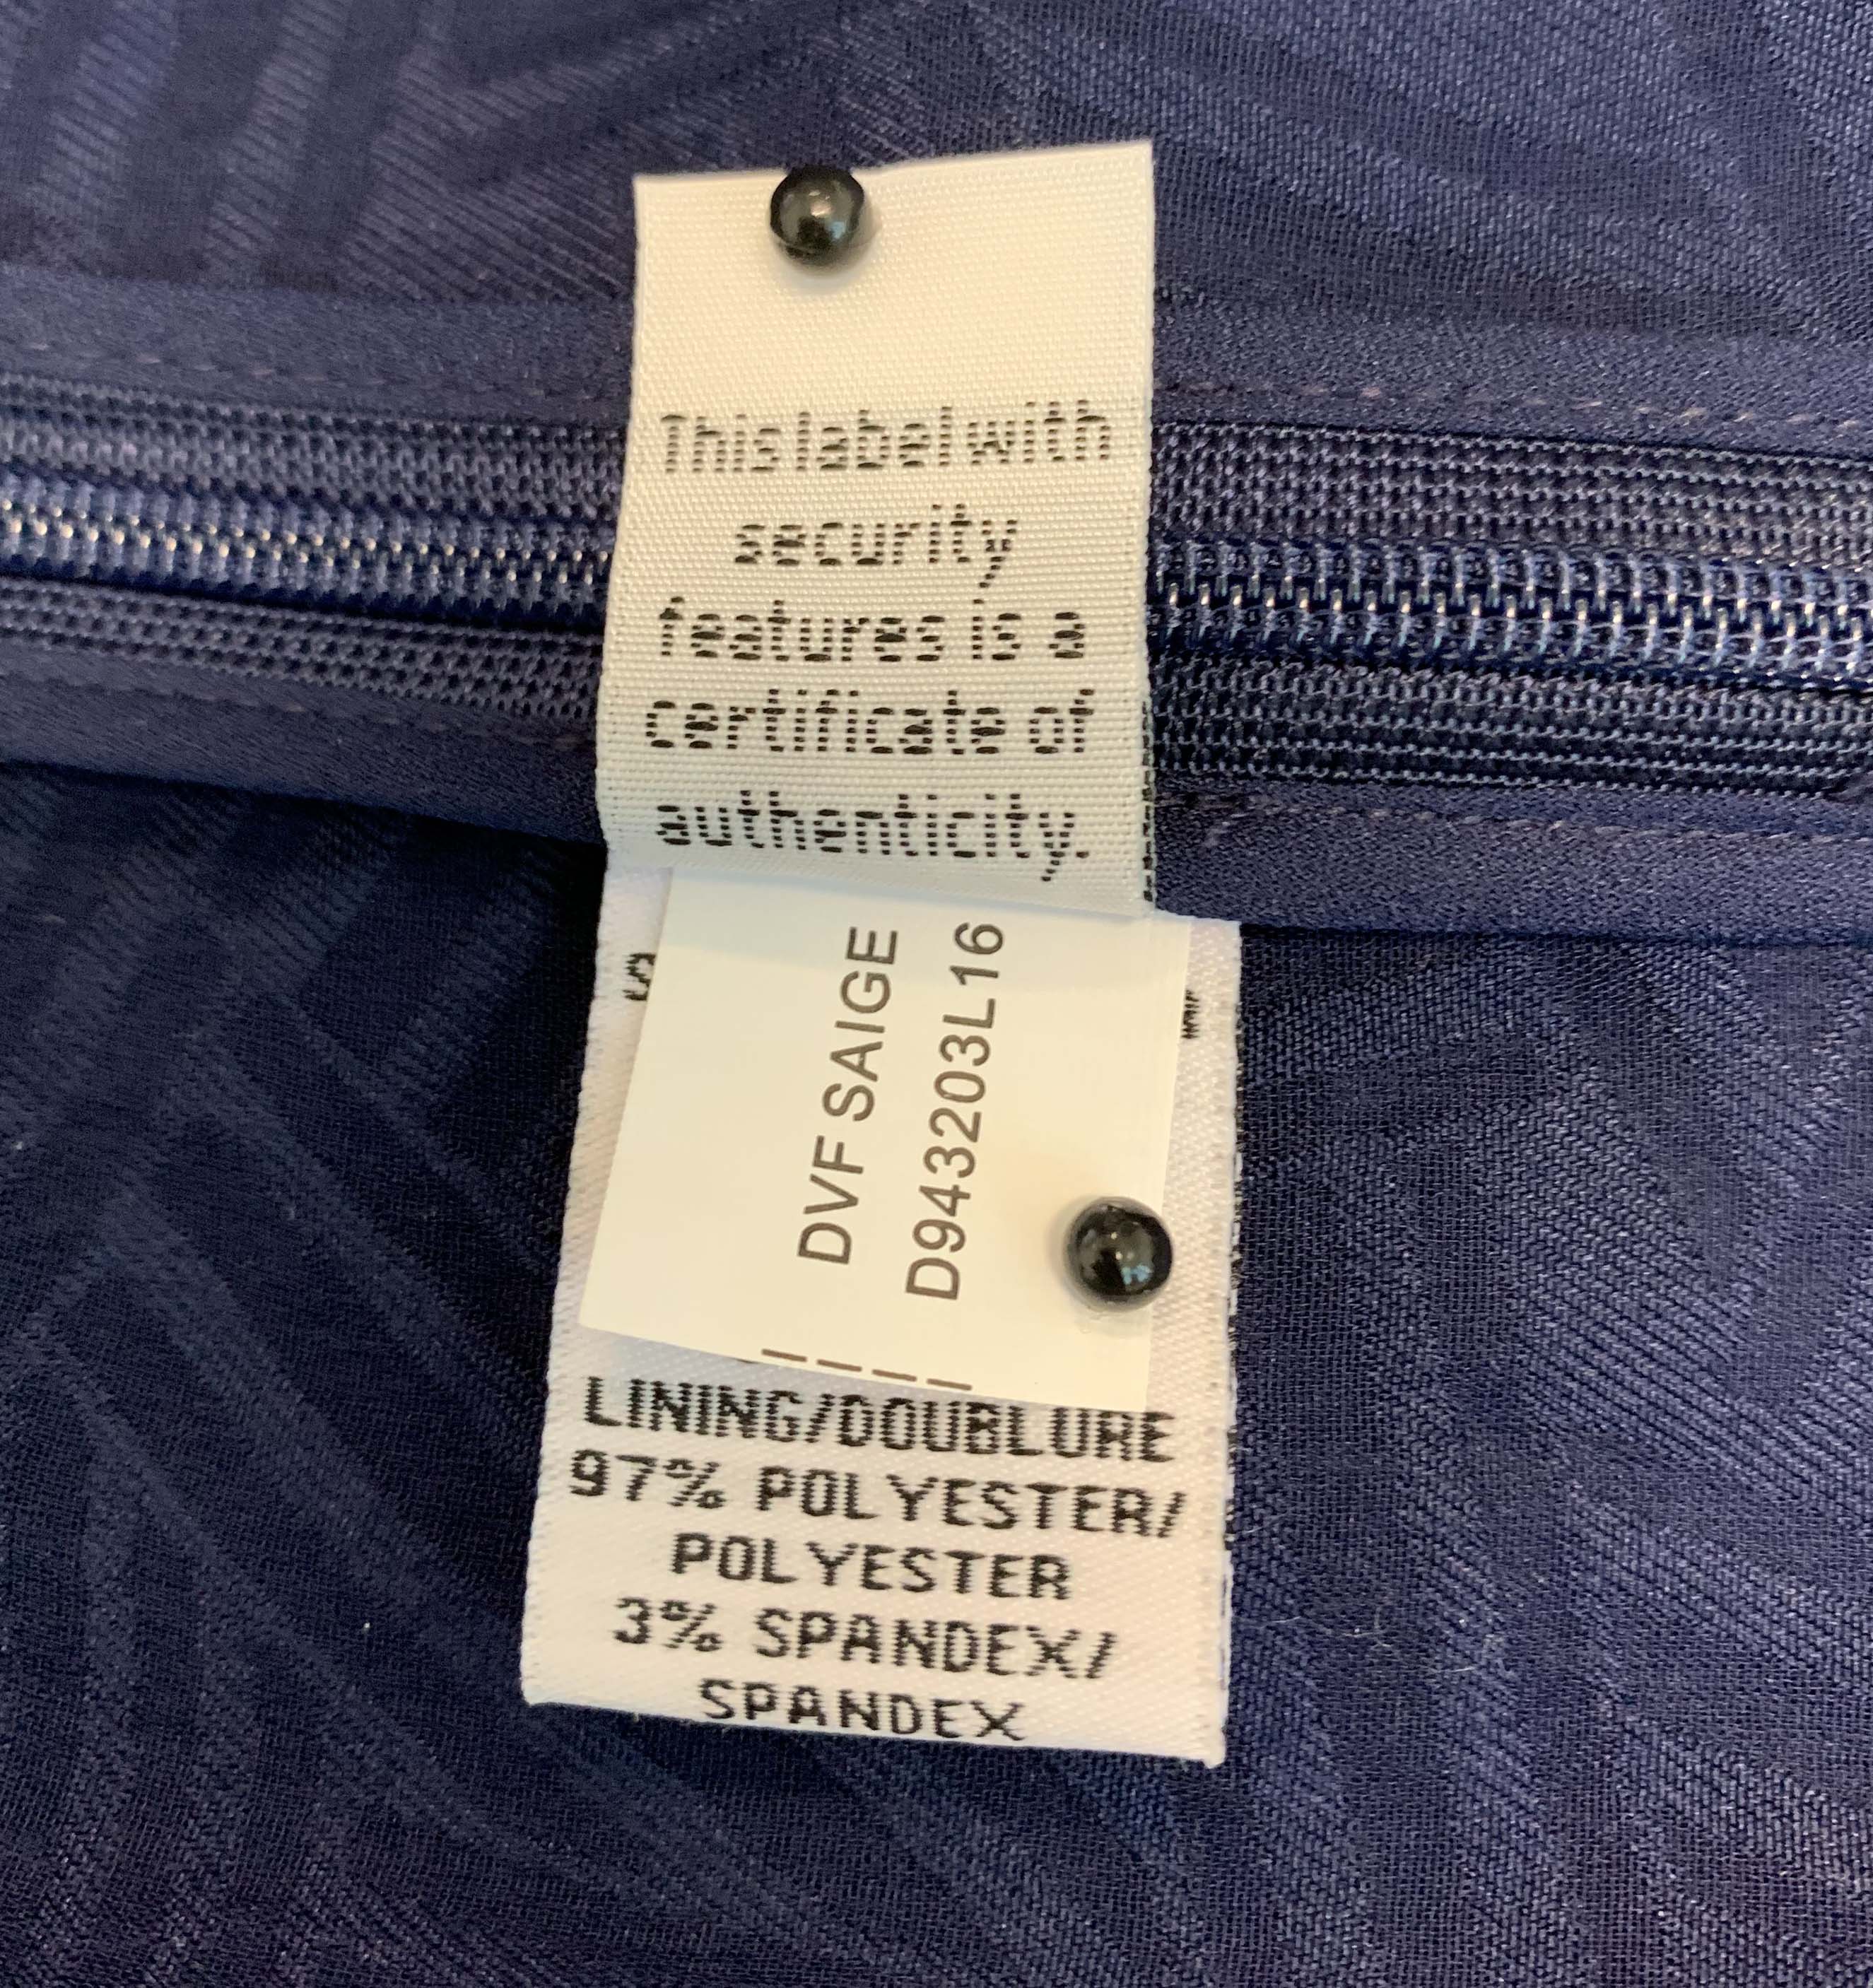 This label with
security
features is a
certificate of
authenticity.
DVF SAIGE
D943203L16
LINING/DOUBLURE
97% POLYESTER/
POLYESTER
3% SPANDEX/
SPANDEX